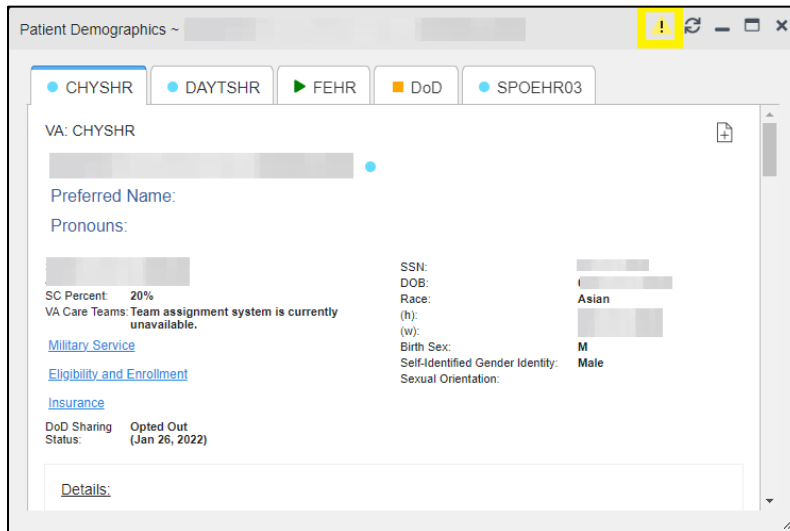 Patient Demographics ~
CHYSHR DAYTSHR FEHR DoD SPOEHR03
VA: CHYSHR
Preferred Name:
Pronouns:
SC Percent: 20%
VA Care Teams: Team assignment system is currently
unavailable.
Military Service
Eligibility and Enrollment
Insurance
DoD Sharing Opted Out
Status: (Jan 26, 2022)
SSN:
DOB:
Race: Asian
(h):
(w):
Birth Sex: M
Self-Identified Gender Identity: Male
Sexual Orientation:
Details: